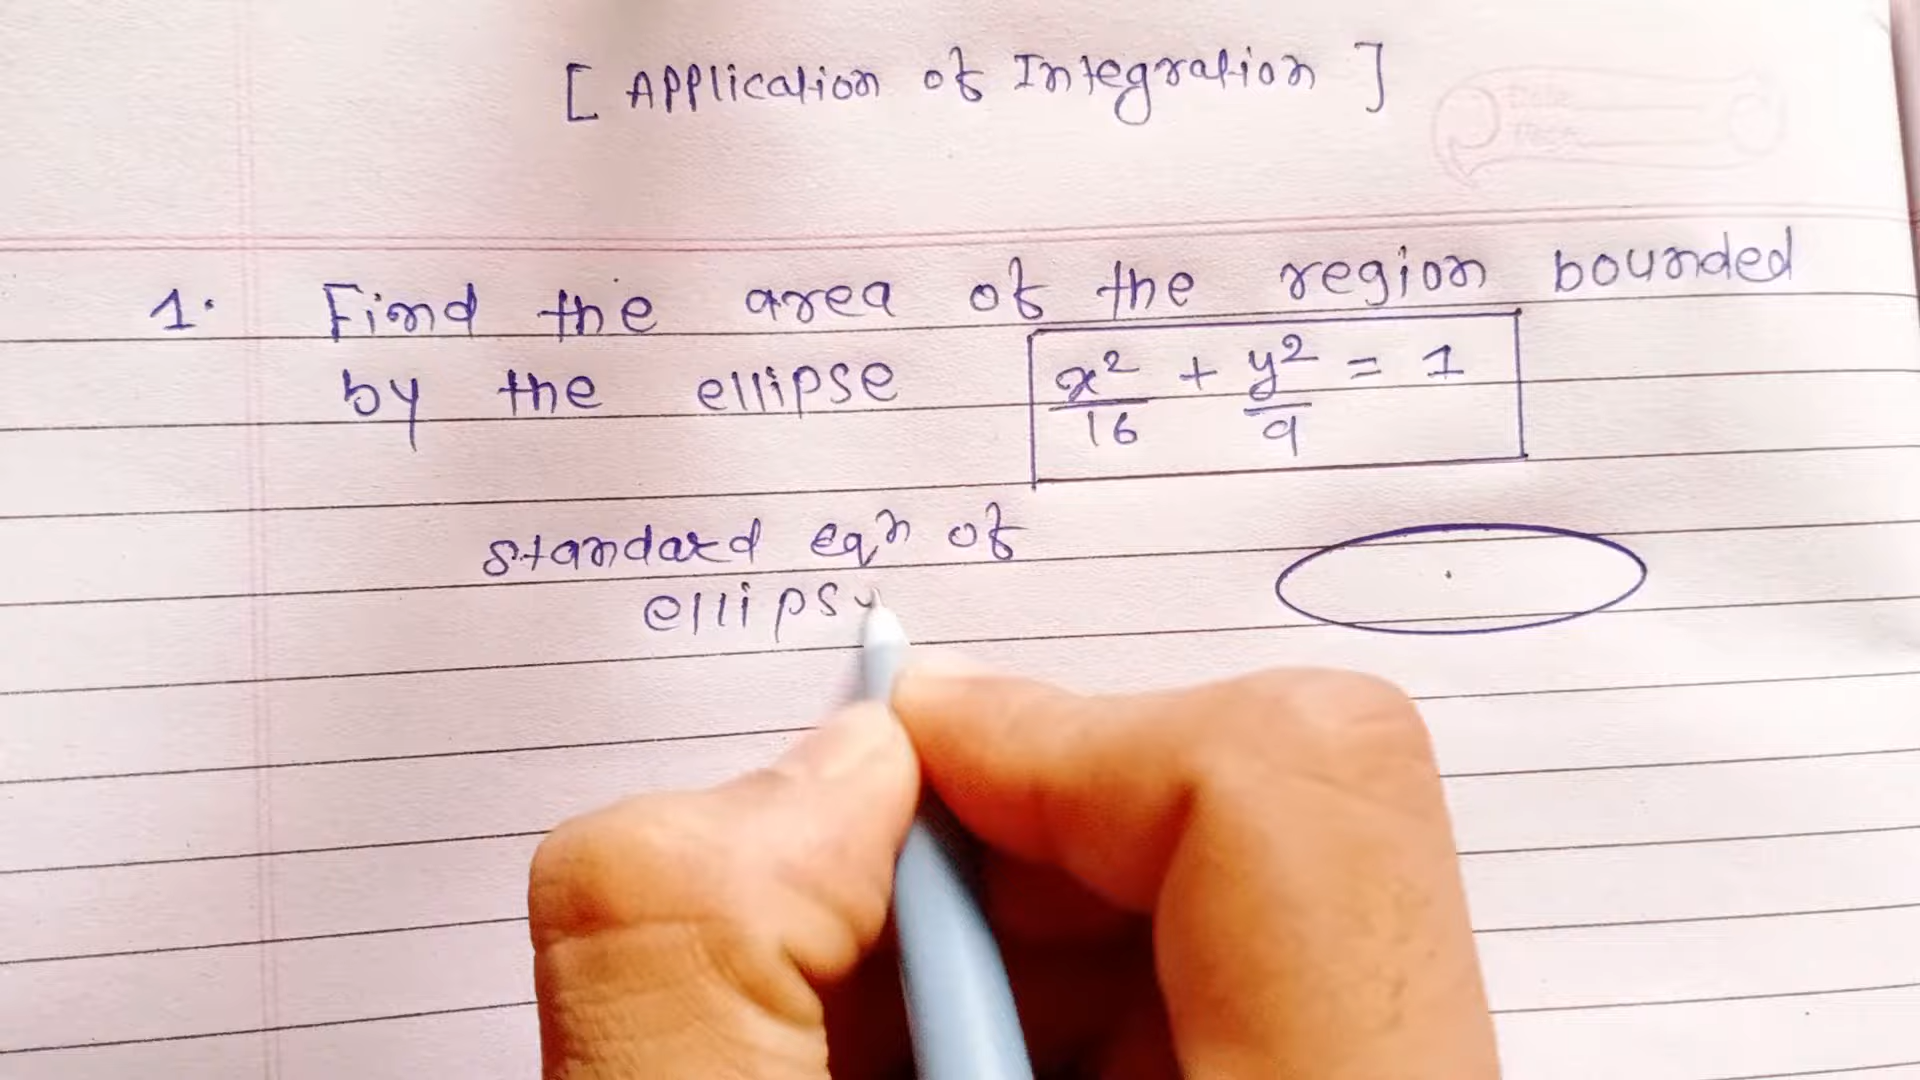 [ Application of Integration ]
1. Find the area of the region bounded
by the ellipse x²/16 + y²/9 = 1
standard eqn of
ellips